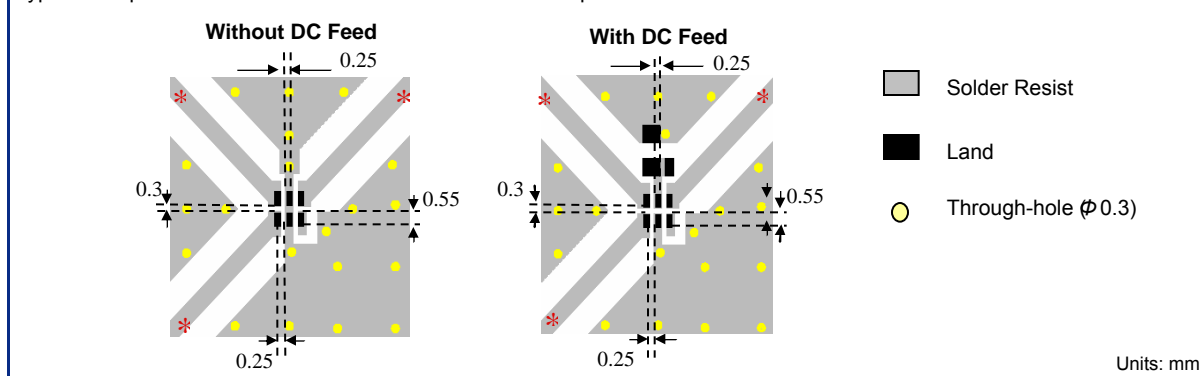 Without DC Feed
0.25
*
*
0.3
0.55
*
0.25
With DC Feed
0.25
*
*
0.3
0.55
*
0.25
Solder Resist
Land
Through-hole (Φ 0.3)
Units: mm